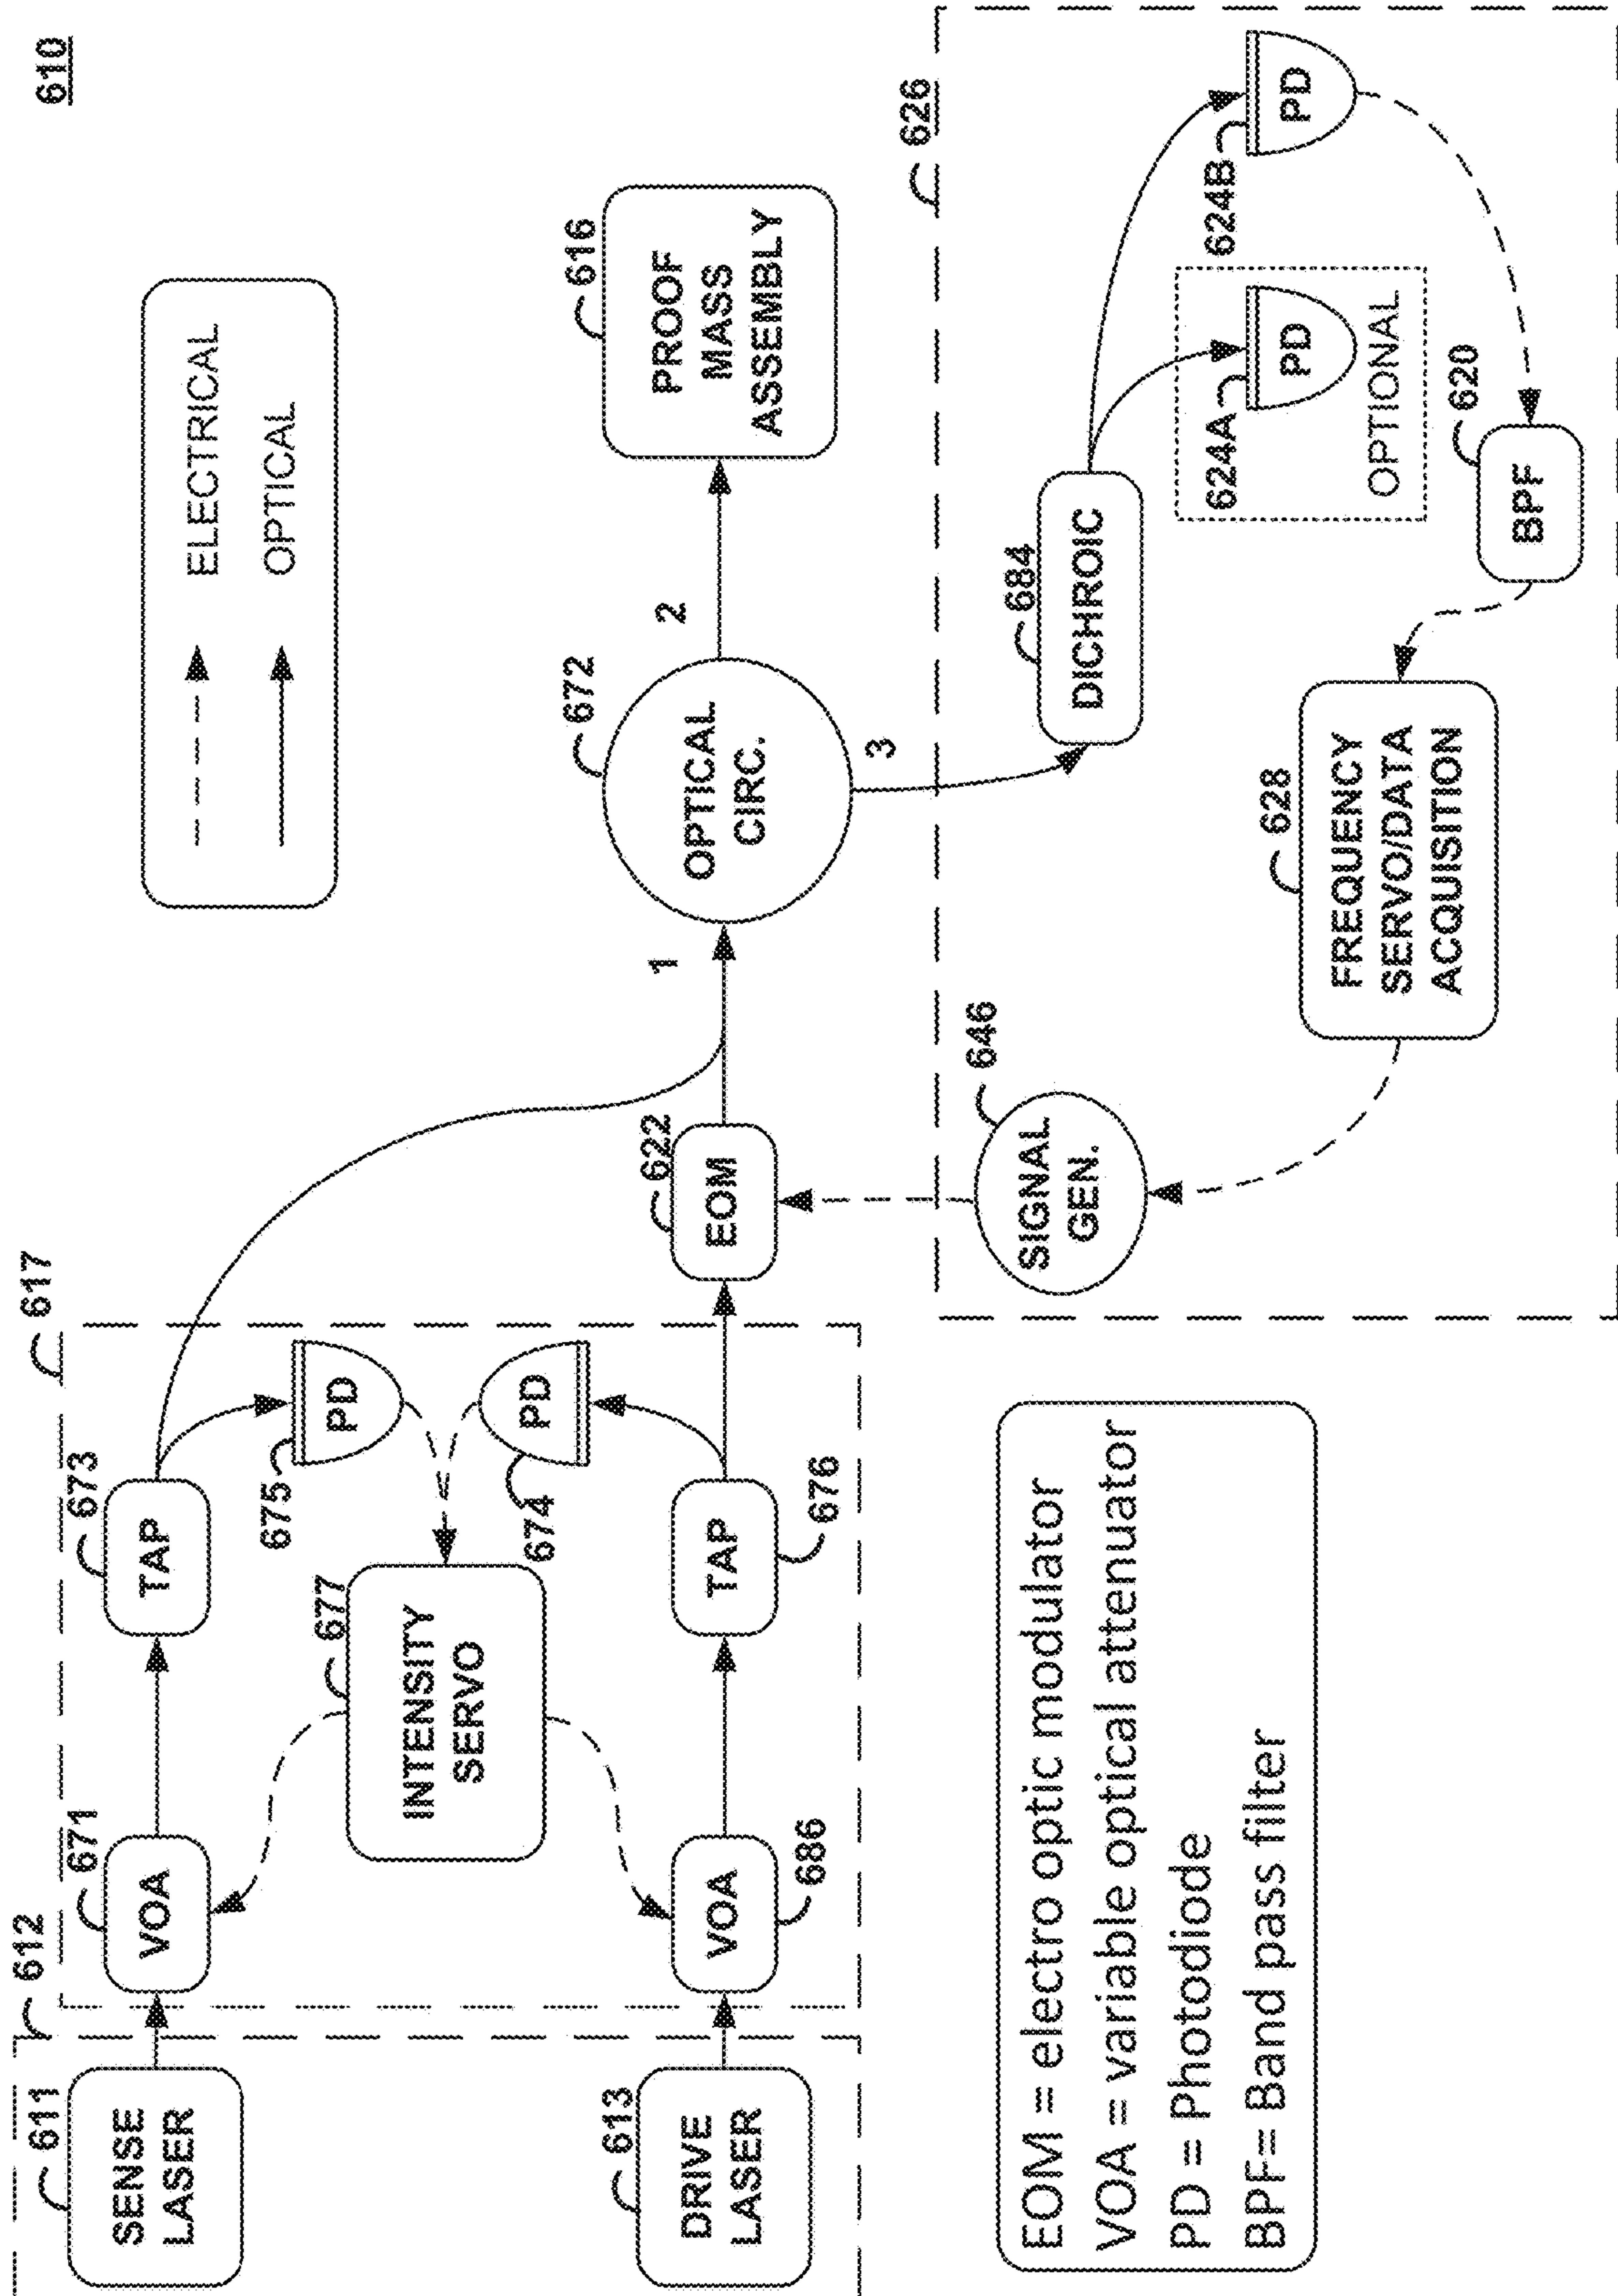 610
ELECTRICAL
OPTICAL
612
611
SENSE
LASER
613
DRIVE
LASER
617
671
VOA
673
TAP
675
PD
677
INTENSITY
SERVO
674
PD
VOA
686
TAP
676
622
EOM
1
672
OPTICAL
CIRC.
2
3
616
PROOF
MASS
ASSEMBLY
626
646
SIGNAL
GEN.
684
DICHROIC
624A
PD
OPTIONAL
624B
PD
628
FREQUENCY
SERVO/DATA
ACQUISITION
620
BPF
EOM = electro optic modulator
VOA = variable optical attenuator
PD = Photodiode
BPF= Band pass filter